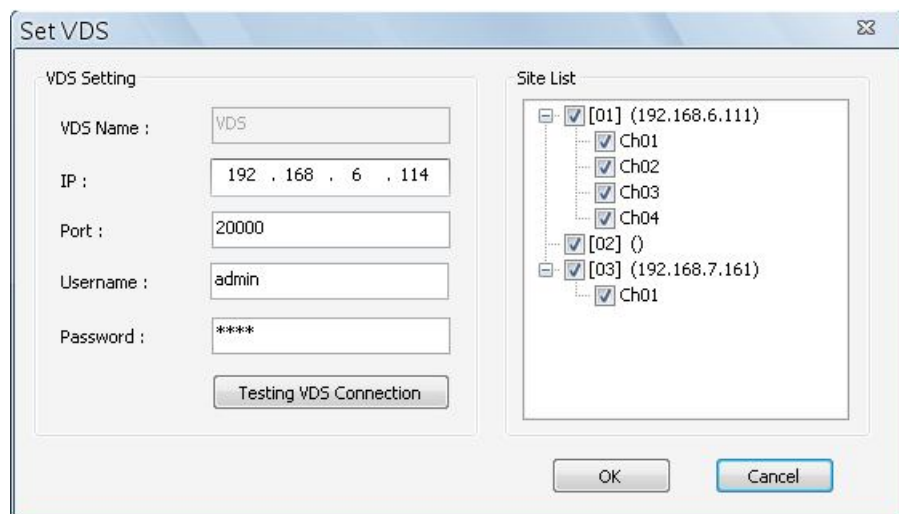 Set VDS
VDS Setting
VDS Name :
VDS
IP :
192 . 168 . 6 . 114
Port :
20000
Username :
admin
Password :
****
Testing VDS Connection
Site List
[01] (192.168.6.111)
Ch01
Ch02
Ch03
Ch04
[02] ()
[03] (192.168.7.161)
Ch01
OK
Cancel